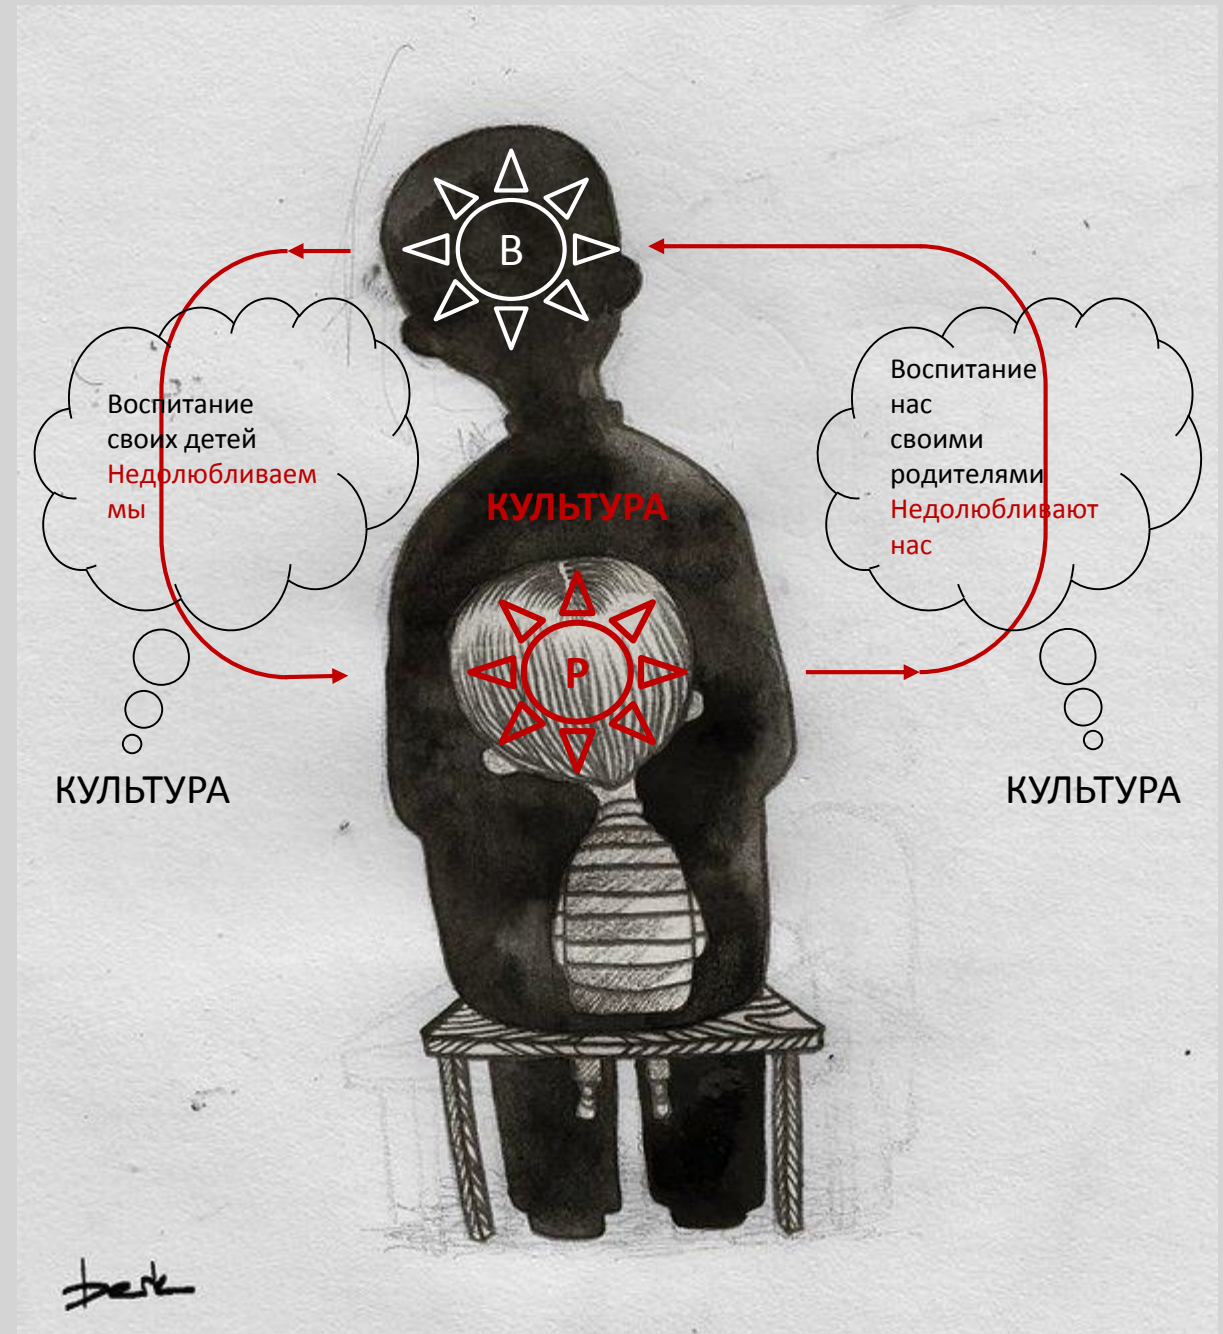 В
Воспитание
своих детей
Недолюбливаем
мы
Воспитание
нас
своими
родителями
Недолюбливают
нас
КУЛЬТУРА
Р
КУЛЬТУРА
КУЛЬТУРА